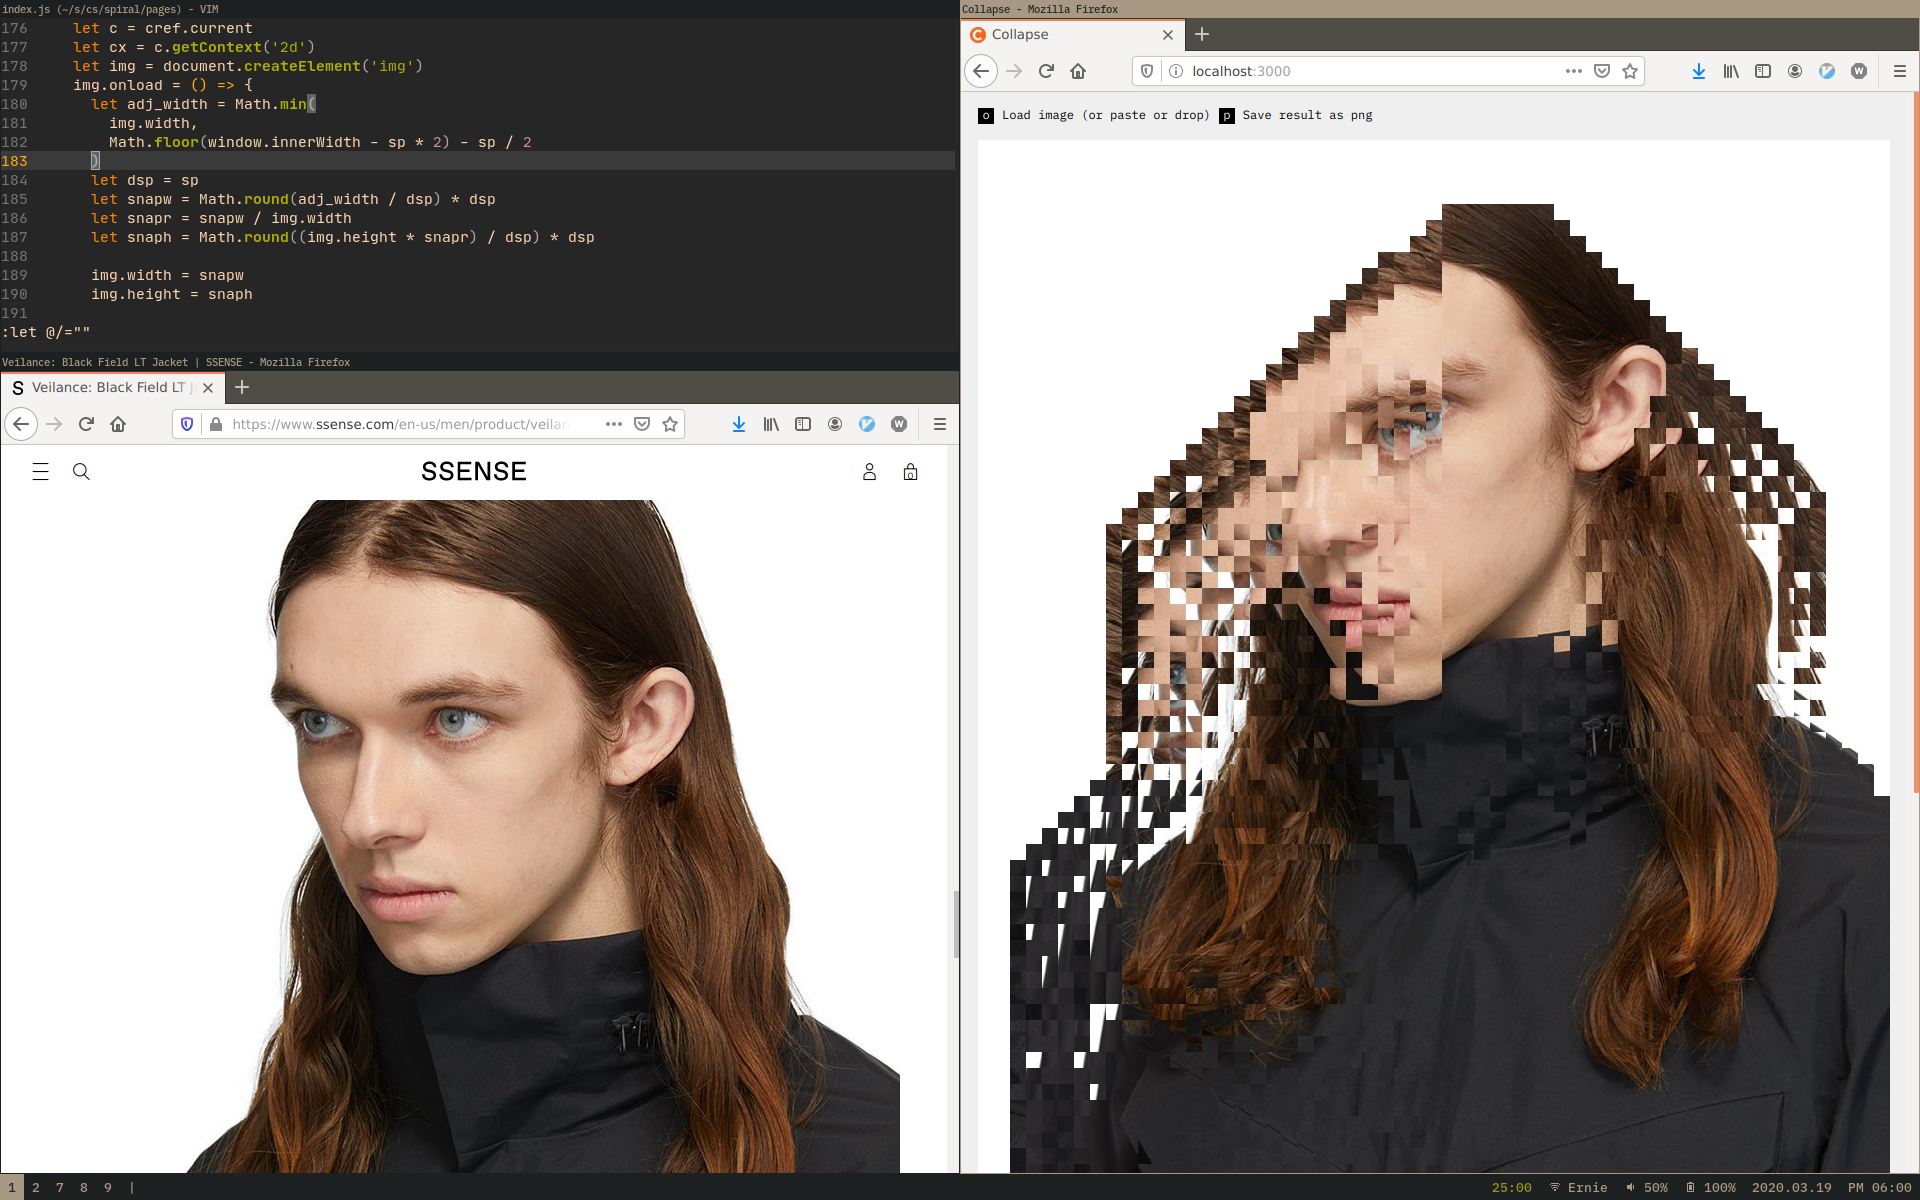 index.js (~/s/cs/spiral/pages) - VIM
176     let c = cref.current
177     let cx = c.getContext('2d')
178     let img = document.createElement('img')
179     img.onload = () => {
180       let adj_width = Math.min(
181         img.width,
182         Math.floor(window.innerWidth - sp * 2) - sp / 2
183       )
184       let dsp = sp
185       let snapw = Math.round(adj_width / dsp) * dsp
186       let snapr = snapw / img.width
187       let snaph = Math.round((img.height * snapr) / dsp) * dsp
188
189       img.width = snapw
190       img.height = snaph
191
:let @/=""
Veilance: Black Field LT Jacket | SSENSE - Mozilla Firefox
S Veilance: Black Field LT J
https://www.ssense.com/en-us/men/product/veilan
SSENSE
0
Collapse - Mozilla Firefox
C Collapse
localhost:3000
W
o Load image (or paste or drop) p Save result as png
1 2 7 8 9 |
25:00 Ernie 50% 100% 2020.03.19 PM 06:00